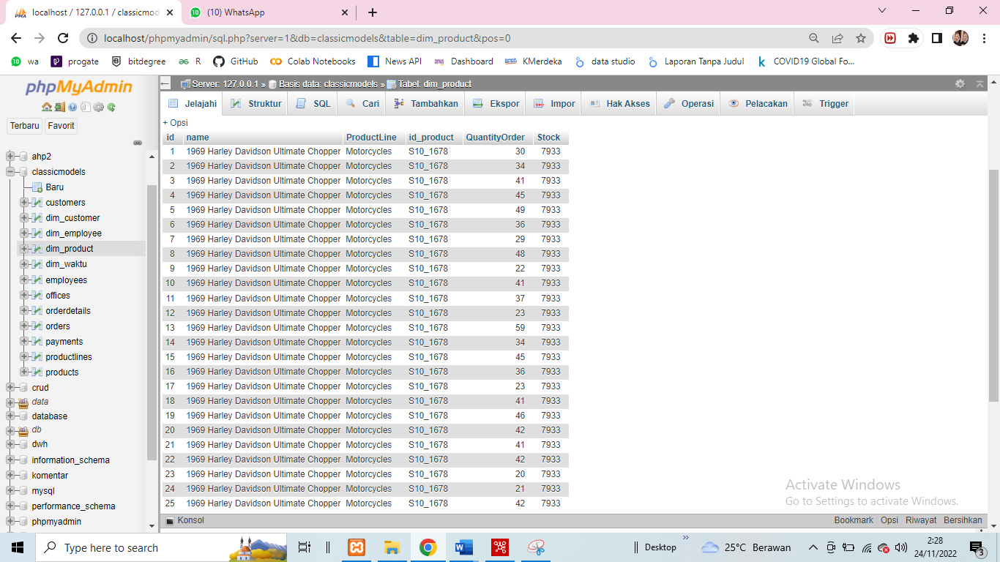 localhost / 127.0.0.1 / classicmod
(10) WhatsApp
localhost/phpmyadmin/sql.php?server=1&db=classicmodels&table=dim_product&pos=0
wa progate bitdegree R GitHub Colab Notebooks News API Dashboard KMerdeka data studio Laporan Tanpa Judul COVID19 Global Fo...
phpMyAdmin
Terbaru Favorit
ahp2
classicmodels
Baru
customers
dim_customer
dim_employee
dim_product
dim_waktu
employees
offices
orderdetails
orders
payments
productlines
products
crud
data
database
db
dwh
information_schema
komentar
mysql
performance_schema
phpmyadmin
Server: 127.0.0.1 » Basis data: classicmodels » Tabel: dim_product
Jelajahi Struktur SQL Cari Tambahkan Ekspor Impor Hak Akses Operasi Pelacakan Trigger
+ Opsi
id name ProductLine id_product QuantityOrder Stock
1 1969 Harley Davidson Ultimate Chopper Motorcycles S10_1678 30 7933
2 1969 Harley Davidson Ultimate Chopper Motorcycles S10_1678 34 7933
3 1969 Harley Davidson Ultimate Chopper Motorcycles S10_1678 41 7933
4 1969 Harley Davidson Ultimate Chopper Motorcycles S10_1678 45 7933
5 1969 Harley Davidson Ultimate Chopper Motorcycles S10_1678 49 7933
6 1969 Harley Davidson Ultimate Chopper Motorcycles S10_1678 36 7933
7 1969 Harley Davidson Ultimate Chopper Motorcycles S10_1678 29 7933
8 1969 Harley Davidson Ultimate Chopper Motorcycles S10_1678 48 7933
9 1969 Harley Davidson Ultimate Chopper Motorcycles S10_1678 22 7933
10 1969 Harley Davidson Ultimate Chopper Motorcycles S10_1678 41 7933
11 1969 Harley Davidson Ultimate Chopper Motorcycles S10_1678 37 7933
12 1969 Harley Davidson Ultimate Chopper Motorcycles S10_1678 23 7933
13 1969 Harley Davidson Ultimate Chopper Motorcycles S10_1678 59 7933
14 1969 Harley Davidson Ultimate Chopper Motorcycles S10_1678 34 7933
15 1969 Harley Davidson Ultimate Chopper Motorcycles S10_1678 45 7933
16 1969 Harley Davidson Ultimate Chopper Motorcycles S10_1678 36 7933
17 1969 Harley Davidson Ultimate Chopper Motorcycles S10_1678 23 7933
18 1969 Harley Davidson Ultimate Chopper Motorcycles S10_1678 41 7933
19 1969 Harley Davidson Ultimate Chopper Motorcycles S10_1678 46 7933
20 1969 Harley Davidson Ultimate Chopper Motorcycles S10_1678 42 7933
21 1969 Harley Davidson Ultimate Chopper Motorcycles S10_1678 41 7933
22 1969 Harley Davidson Ultimate Chopper Motorcycles S10_1678 42 7933
23 1969 Harley Davidson Ultimate Chopper Motorcycles S10_1678 20 7933
24 1969 Harley Davidson Ultimate Chopper Motorcycles S10_1678 21 7933
25 1969 Harley Davidson Ultimate Chopper Motorcycles S10_1678 42 7933
Activate Windows
Go to Settings to activate Windows.
Konsol Bookmark Opsi Riwayat Bersihkan
Type here to search
Desktop
25°C Berawan
2:28
24/11/2022
3